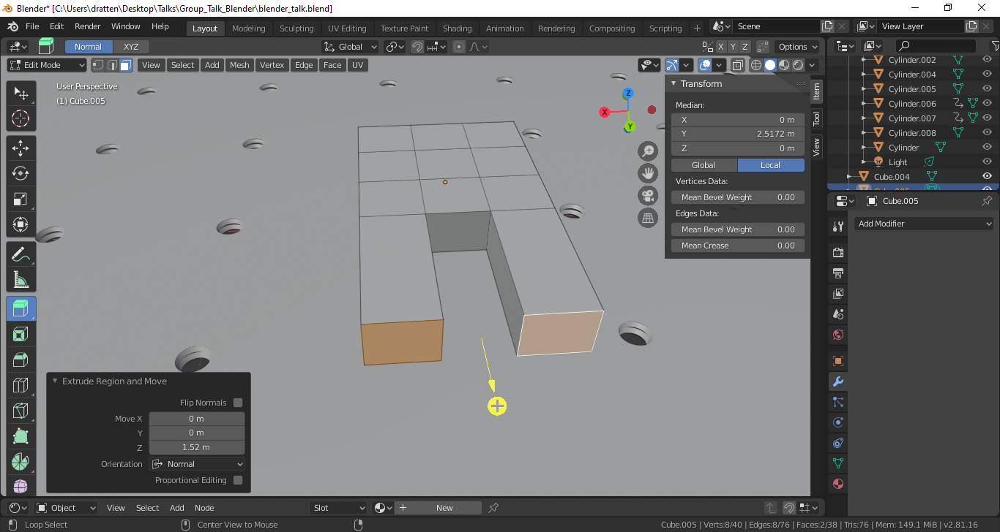 Blender* [C:\Users\dratten\Desktop\Talks\Group_Talk_Blender\blender_talk.blend]
File Edit Render Window Help Layout Modeling Sculpting UV Editing Texture Paint Shading Animation Rendering Compositing Scripting + Scene View Layer
Normal XYZ Global X Y Z Options
Edit Mode View Select Add Mesh Vertex Edge Face UV
User Perspective
(1) Cube.005
Z
X
Y
Transform
Median:
X 0 m
Y 2.5172 m
Z 0 m
Global Local
Vertices Data:
Mean Bevel Weight 0.00
Edges Data:
Mean Bevel Weight 0.00
Mean Crease 0.00
Item
Tool
View
Cylinder.002
Cylinder.004
Cylinder.005
Cylinder.006
Cylinder.007
Cylinder.008
Cylinder
Light
Cube.004
Cube.005
Cube.005
Add Modifier
Extrude Region and Move
Flip Normals
Move X 0 m
Y 0 m
Z 1.52 m
Orientation Normal
Proportional Editing
Object View Select Add Node Slot + New
Loop Select Center View to Mouse Cube.005 | Verts:8/40 | Edges:8/76 | Faces:2/38 | Tris:76 | Mem: 149.1 MiB | v2.81.16